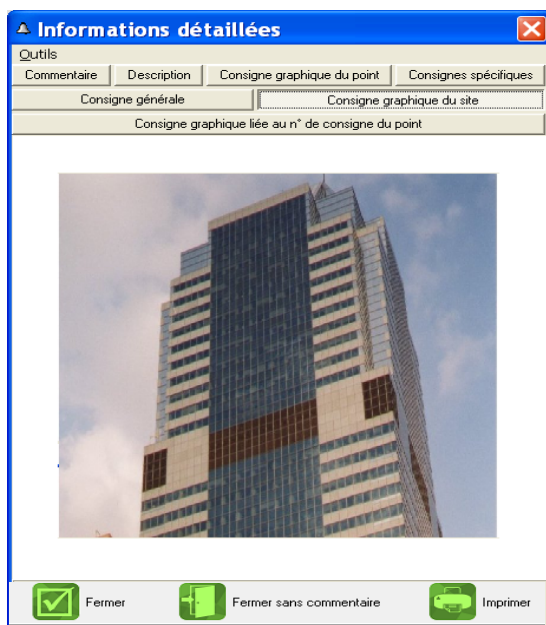 Informations détaillées
Outils
Commentaire Description Consigne graphique du point Consignes spécifiques
Consigne générale Consigne graphique du site
Consigne graphique liée au n° de consigne du point
Fermer Fermer sans commentaire Imprimer